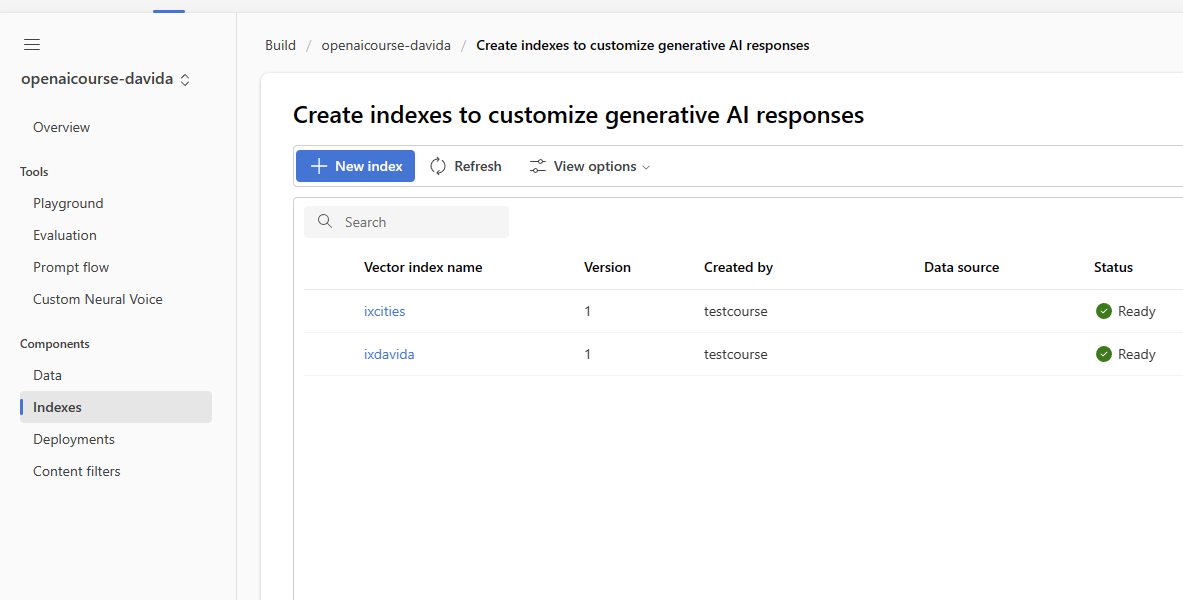 Build / openaicourse-davida / Create indexes to customize generative AI responses
openaicourse-davida
Overview
Tools
Playground
Evaluation
Prompt flow
Custom Neural Voice
Components
Data
Indexes
Deployments
Content filters
Create indexes to customize generative AI responses
New index Refresh View options
Search
Vector index name Version Created by Data source Status
ixcities 1 testcourse Ready
ixdavida 1 testcourse Ready